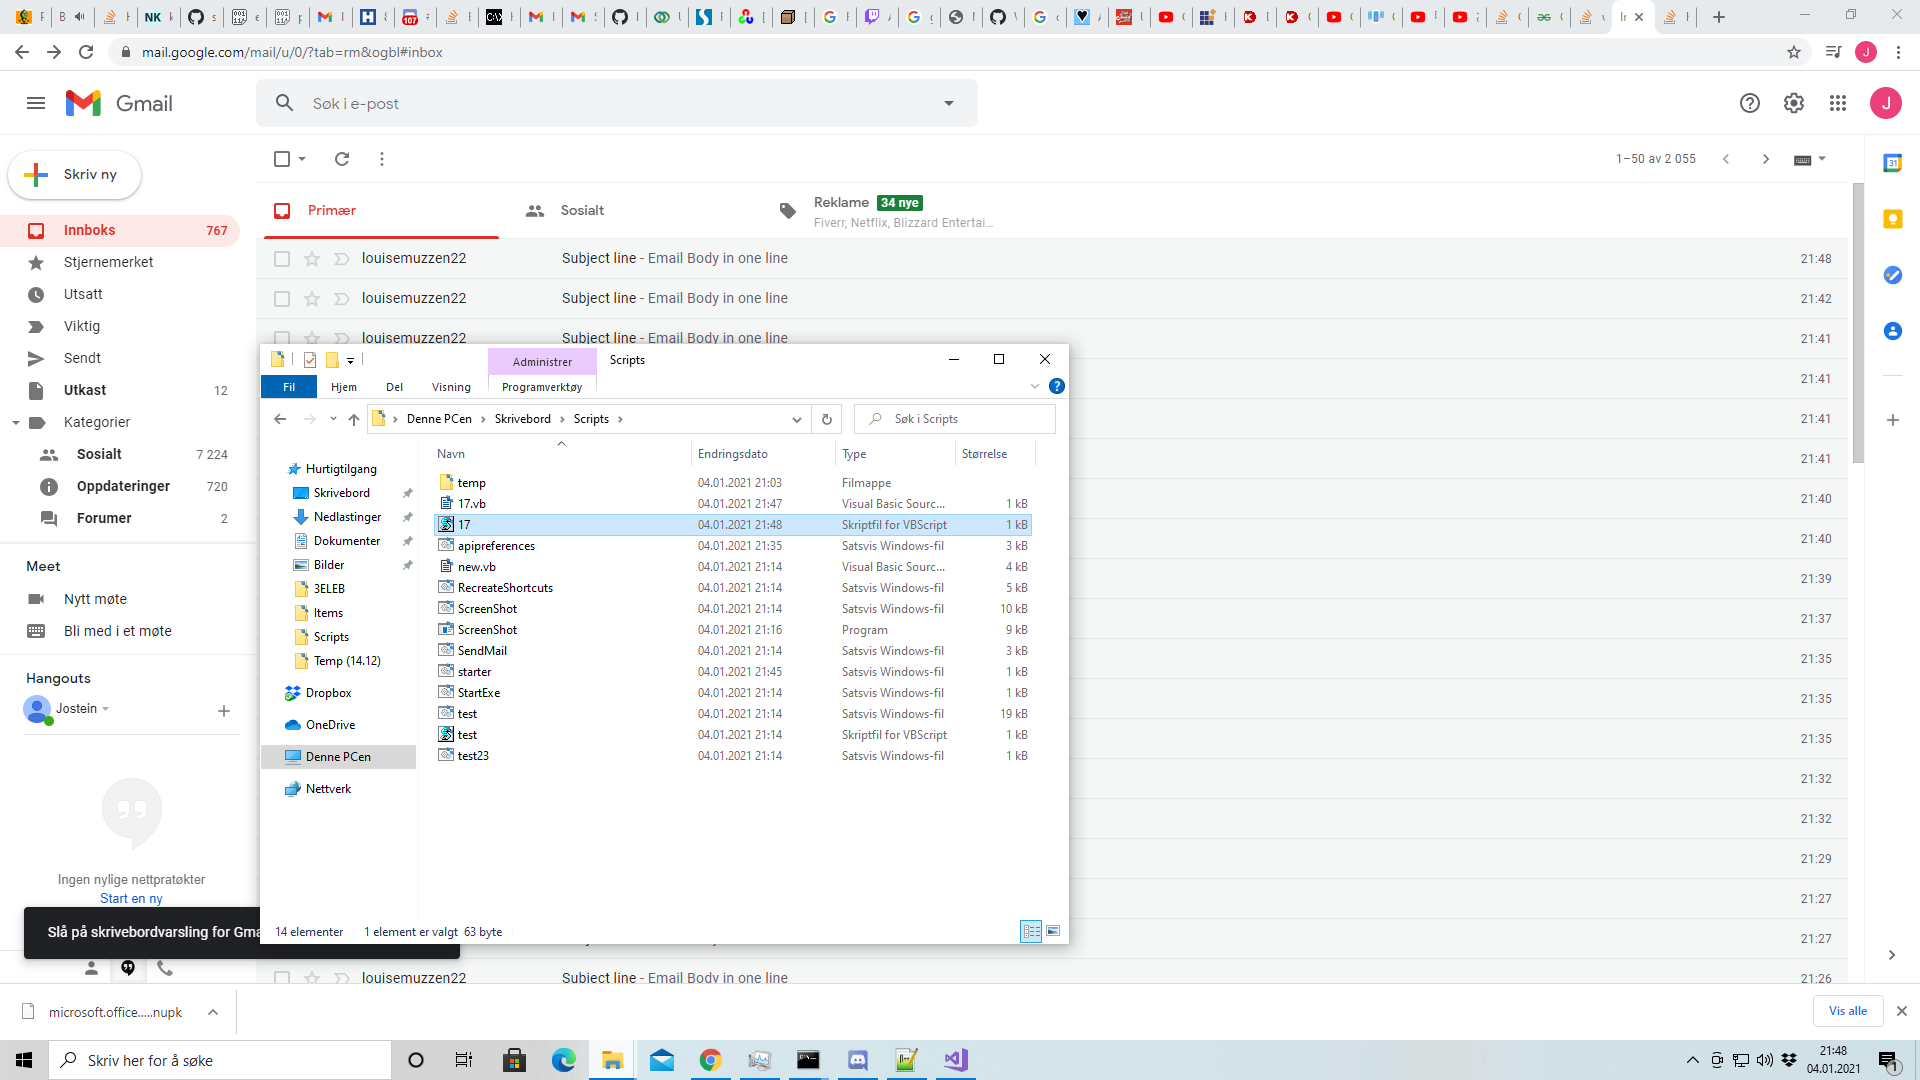 mail.google.com/mail/u/0/?tab=rm&ogbl#inbox
J
Gmail
Søk i e-post
J
Skriv ny
1–50 av 2 055
Primær
Sosialt
Reklame 34 nye
Fiverr, Netflix, Blizzard Entertai...
Innboks 767
Stjernemerket
Utsatt
Viktig
Sendt
Utkast 12
Kategorier
Sosialt 7 224
Oppdateringer 720
Forumer 2
Meet
Nytt møte
Bli med i et møte
Hangouts
Jostein
Ingen nylige nettpratøkter
Start en ny
Slå på skrivebordvarsling for Gma
louisemuzzen22 Subject line - Email Body in one line 21:48
louisemuzzen22 Subject line - Email Body in one line 21:42
louisemuzzen22 Subject line - Email Body in one line 21:41
21:41
21:41
21:41
21:40
21:40
21:39
21:37
21:35
21:35
21:35
21:32
21:32
21:29
21:27
21:27
louisemuzzen22 Subject line - Email Body in one line 21:26
Administrer Scripts
Fil Hjem Del Visning Programverktøy
Denne PCen Skrivebord Scripts
Søk i Scripts
Hurtigtilgang
Skrivebord
Nedlastinger
Dokumenter
Bilder
3ELEB
Items
Scripts
Temp (14.12)
Dropbox
OneDrive
Denne PCen
Nettverk
Navn Endringsdato Type Størrelse
temp 04.01.2021 21:03 Filmappe
17.vb 04.01.2021 21:47 Visual Basic Sourc... 1 kB
17 04.01.2021 21:48 Skriptfil for VBScript 1 kB
apipreferences 04.01.2021 21:35 Satsvis Windows-fil 3 kB
new.vb 04.01.2021 21:14 Visual Basic Sourc... 4 kB
RecreateShortcuts 04.01.2021 21:14 Satsvis Windows-fil 5 kB
ScreenShot 04.01.2021 21:14 Satsvis Windows-fil 10 kB
ScreenShot 04.01.2021 21:16 Program 9 kB
SendMail 04.01.2021 21:14 Satsvis Windows-fil 3 kB
starter 04.01.2021 21:45 Satsvis Windows-fil 1 kB
StartExe 04.01.2021 21:14 Satsvis Windows-fil 1 kB
test 04.01.2021 21:14 Satsvis Windows-fil 19 kB
test 04.01.2021 21:14 Skriptfil for VBScript 1 kB
test23 04.01.2021 21:14 Satsvis Windows-fil 1 kB
14 elementer 1 element er valgt 63 byte
microsoft.office.....nupk
Vis alle
Skriv her for å søke
21:48
04.01.2021
1